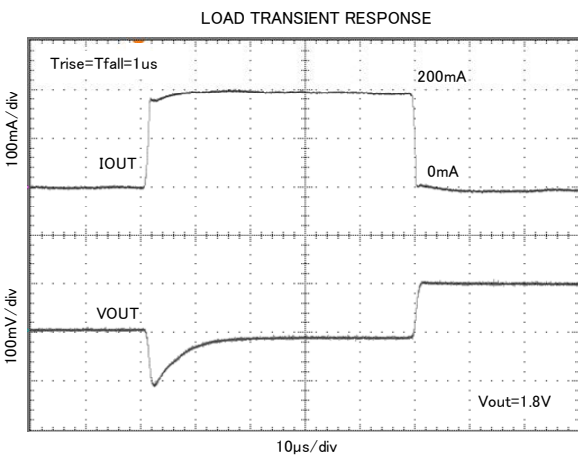 LOAD TRANSIENT RESPONSE
Trise=Tfall=1us
200mA
100mA/div
IOUT
0mA
VOUT
100mV/div
Vout=1.8V
10µs/div